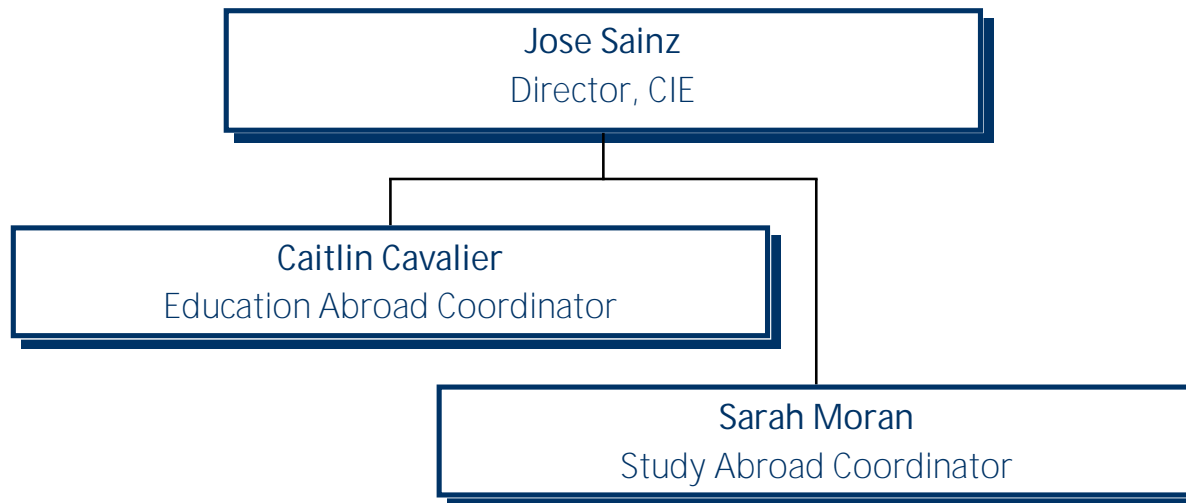 Jose Sainz
Director, CIE
Caitlin Cavalier
Education Abroad Coordinator
Sarah Moran
Study Abroad Coordinator